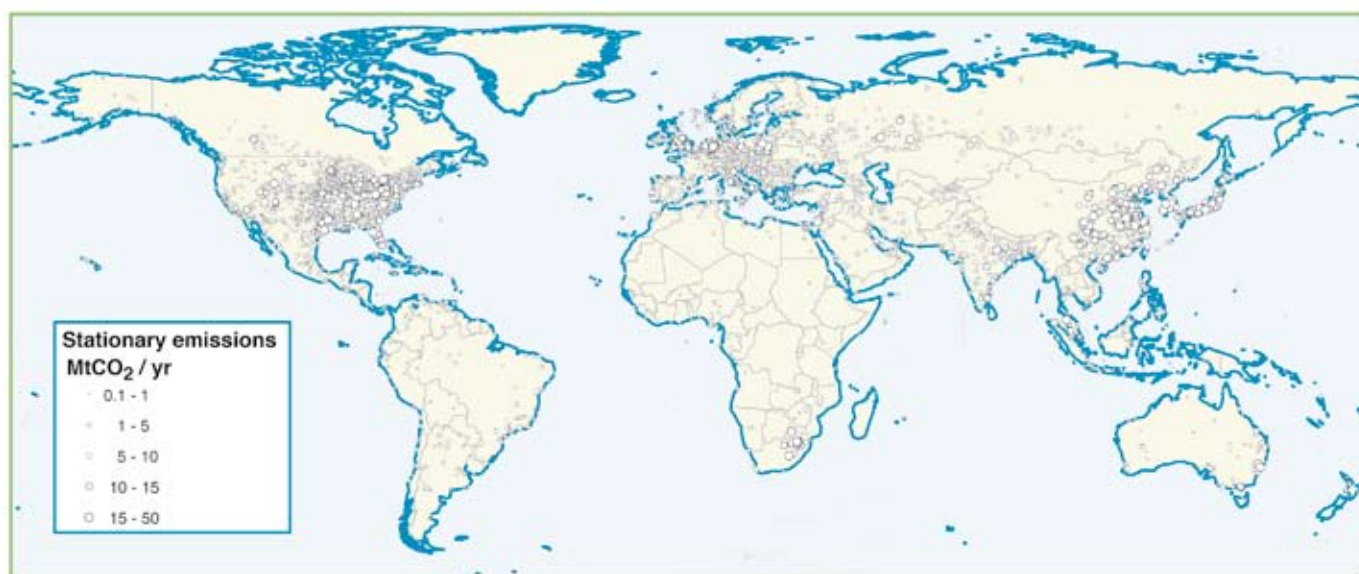 Stationary emissions
MtCO₂ / yr
0.1 - 1
1 - 5
5 - 10
10 - 15
15 - 50